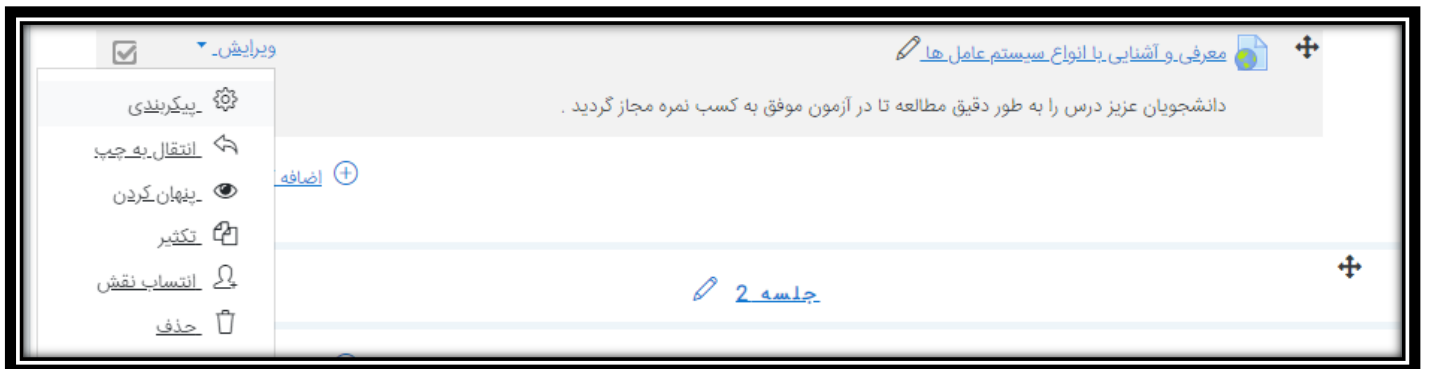 معرفی و آشنایی با انواع سیستم عامل ها
ویرایش
دانشجویان عزیز درس را به طور دقیق مطالعه تا در آزمون موفق به کسب نمره مجاز گردید .
پیکربندی
انتقال به چپ
پنهان کردن
تکثیر
انتساب نقش
حذف
اضافه
جلسه 2